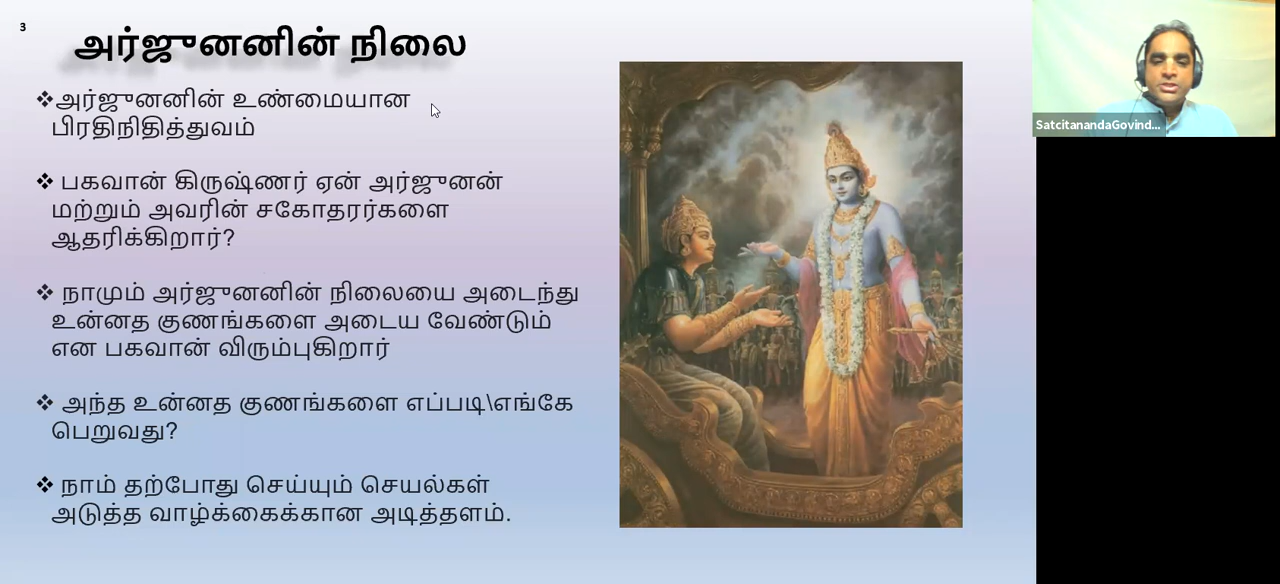 3
அர்ஜுனனின் நிலை
❖அர்ஜுனனின் உண்மையான
பிரதிநிதித்துவம்
❖ பகவான் கிருஷ்ணர் ஏன் அர்ஜுனன்
மற்றும் அவரின் சகோதரர்களை
ஆதரிக்கிறார்?
❖ நாமும் அர்ஜுனனின் நிலையை அடைந்து
உன்னத குணங்களை அடைய வேண்டும்
என பகவான் விரும்புகிறார்
❖ அந்த உன்னத குணங்களை எப்படி\எங்கே
பெறுவது?
❖ நாம் தற்போது செய்யும் செயல்கள்
அடுத்த வாழ்க்கைக்கான அடித்தளம்.
SatcitanandaGovind...